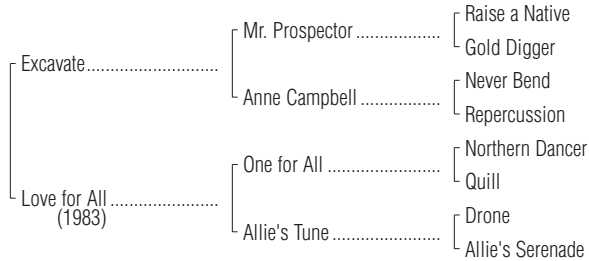 Raise a Native
Mr. Prospector ..................
Gold Digger
Excavate............................
Never Bend
Anne Campbell .................
Repercussion
Northern Dancer
One for All ........................
Quill
Love for All .......................
(1983)
Drone
Allie's Tune .......................
Allie's Serenade